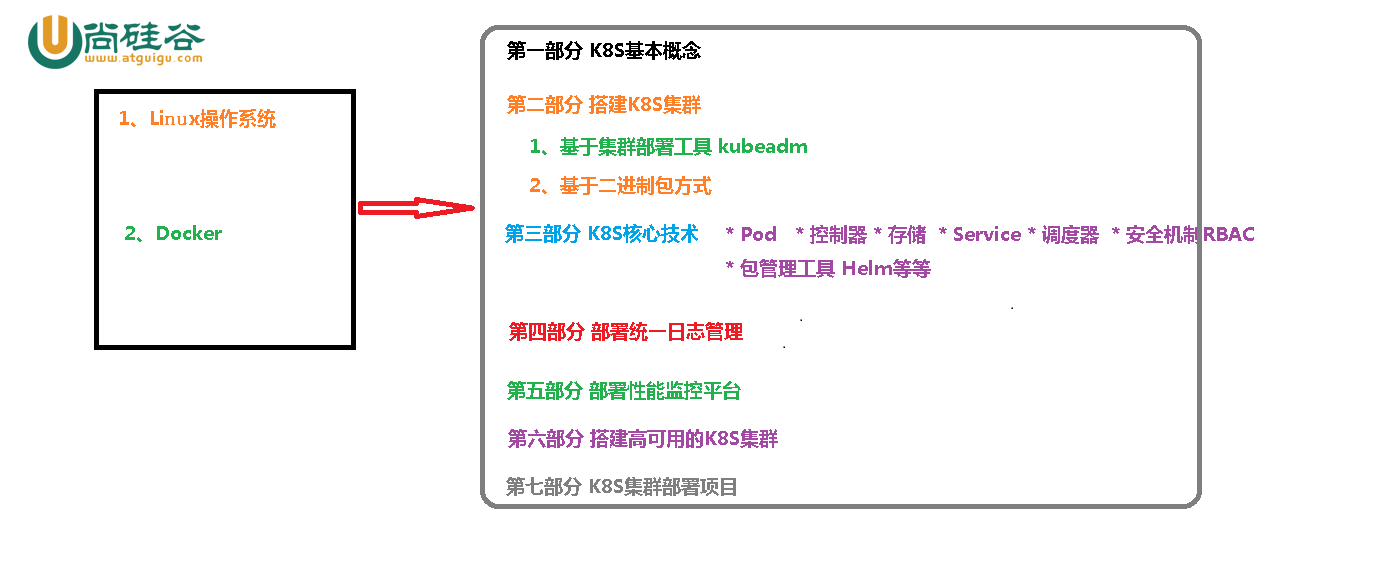 尚硅谷
www.atguigu.com
1、Linux操作系统
2、Docker
第一部分 K8S基本概念
第二部分 搭建K8S集群
1、基于集群部署工具 kubeadm
2、基于二进制包方式
第三部分 K8S核心技术 * Pod * 控制器 * 存储 * Service * 调度器 * 安全机制RBAC
* 包管理工具 Helm等等
第四部分 部署统一日志管理
第五部分 部署性能监控平台
第六部分 搭建高可用的K8S集群
第七部分 K8S集群部署项目